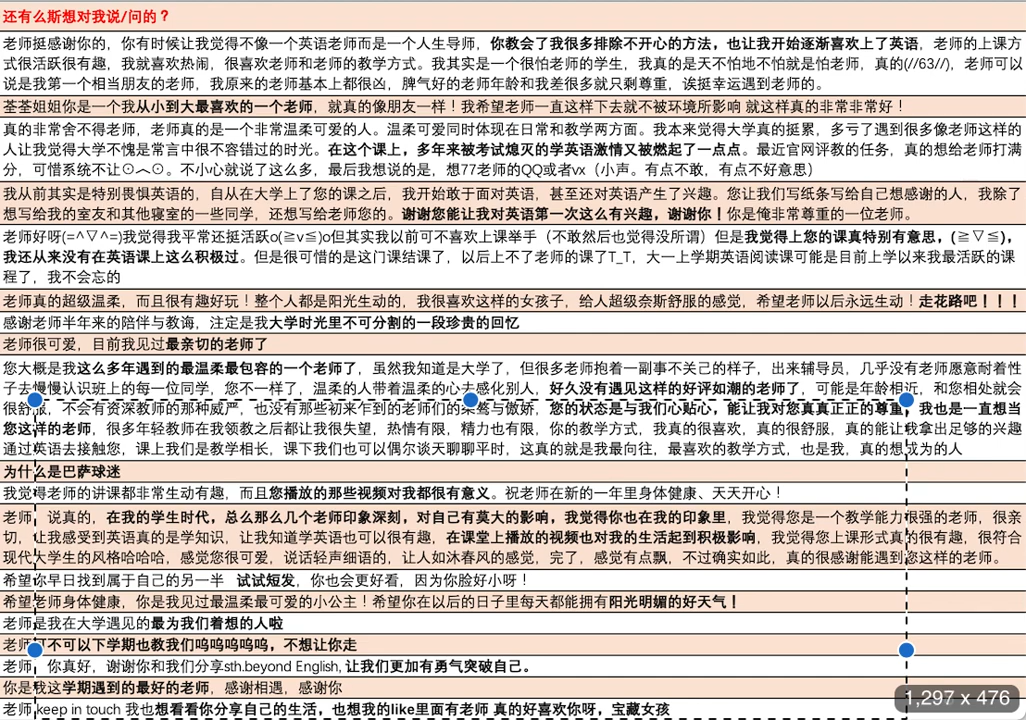 还有么斯想对我说/问的？
老师挺感谢你的，你有时候让我觉得不像一个英语老师而是一个人生导师，你教会了我很多排除不开心的方法，也让我开始逐渐喜欢上了英语，老师的上课方
式很活跃很有趣，我就喜欢热闹，很喜欢老师和老师的教学方式。我其实是一个很怕老师的学生，我真的是天不怕地不怕就是怕老师，真的(//63//)，老师可以
说是我第一个相当朋友的老师，我原来的老师基本上都很凶，脾气好的老师年龄和我差很多就只剩尊重，诶挺幸运遇到老师的。
荃荃姐姐你是一个我从小到大最喜欢的一个老师，就真的像朋友一样！我希望老师一直这样下去就不被环境所影响 就这样真的非常非常好！
真的非常舍不得老师，老师真的是一个非常温柔可爱的人。温柔可爱同时体现在日常和教学两方面。我本来觉得大学真的挺累，多亏了遇到很多像老师这样的
人让我觉得大学不愧是常言中很不容错过的时光。在这个课上，多年来被考试熄灭的学英语激情又被燃起了一点点。最近官网评教的任务，真的想给老师打满
分，可惜系统不让⊙︿⊙。不小心就说了这么多，最后我想说的是，想77老师的QQ或者vx（小声。有点不敢，有点不好意思）
我从前其实是特别畏惧英语的，自从在大学上了您的课之后，我开始敢于面对英语，甚至还对英语产生了兴趣。您让我们写纸条写给自己想感谢的人，我除了
想写给我的室友和其他寝室的一些同学，还想写给老师您的。谢谢您能让我对英语第一次这么有兴趣，谢谢你！你是俺非常尊重的一位老师。
老师好呀(=^▽^=)我觉得我平常还挺活跃o(≧v≦)o但其实我以前可不喜欢上课举手（不敢然后也觉得没所谓）但是我觉得上您的课真特别有意思，(≧▽≦)，
我还从来没有在英语课上这么积极过。但是很可惜的是这门课结课了，以后上不了老师的课了T_T，大一上学期英语阅读课可能是目前上学以来我最活跃的课
程了，我不会忘的
老师真的超级温柔，而且很有趣好玩！整个人都是阳光生动的，我很喜欢这样的女孩子，给人超级奈斯舒服的感觉，希望老师以后永远生动！走花路吧！！！
感谢老师半年来的陪伴与教诲，注定是我大学时光里不可分割的一段珍贵的回忆
老师很可爱，目前我见过最亲切的老师了
您大概是我这么多年遇到的最温柔最包容的一个老师了，虽然我知道是大学了，但很多老师抱着一副事不关己的样子，出来辅导员，几乎没有老师愿意耐着性
子去慢慢认识班上的每一位同学，您不一样了，温柔的人带着温柔的心去感化别人，好久没有遇见这样的好评如潮的老师了，可能是年龄相近，和您相处就会
很舒服，不会有资深教师的那种威严，也没有那些初来乍到的老师们的矜骜与傲娇，您的状态是与我们心贴心，能让我对您真真正正的尊重，我也是一直想当
您这样的老师，很多年轻教师在我领教之后都让我很失望，热情有限，精力也有限，你的教学方式，我真的很喜欢，真的很舒服，真的能让我拿出足够的兴趣
通过英语去接触您，课上我们是教学相长，课下我们也可以偶尔谈天聊聊平时，这真的就是我最向往，最喜欢的教学方式，也是我，真的想成为的人
为什么是巴萨球迷
我觉得老师的讲课都非常生动有趣，而且您播放的那些视频对我都很有意义。祝老师在新的一年里身体健康、天天开心！
老师，说真的，在我的学生时代，总么那么几个老师印象深刻，对自己有莫大的影响，我觉得你也在我的印象里，我觉得您是一个教学能力很强的老师，很亲
切，让我感受到英语真的是学知识，让我知道学英语也可以很有趣，在课堂上播放的视频也对我的生活起到积极影响，我觉得您上课形式真的很有趣，很符合
现代大学生的风格哈哈哈，感觉您很可爱，说话轻声细语的，让人如沐春风的感觉，完了，感觉有点飘，不过确实如此，真的很感谢能遇到您这样的老师。
希望你早日找到属于自己的另一半 试试短发，你也会更好看，因为你脸好小呀！
希望老师身体健康，你是我见过最温柔最可爱的小公主！希望你在以后的日子里每天都能拥有阳光明媚的好天气！
老师是我在大学遇见的最为我们着想的人啦
老师可不可以下学期也教我们呜呜呜呜呜，不想让你走
老师，你真好，谢谢你和我们分享sth.beyond English, 让我们更加有勇气突破自己。
你是我这学期遇到的最好的老师，感谢相遇，感谢你
老师,keep in touch 我也想看看你分享自己的生活，也想我的like里面有老师 真的好喜欢你呀，宝藏女孩
1,297 x 476